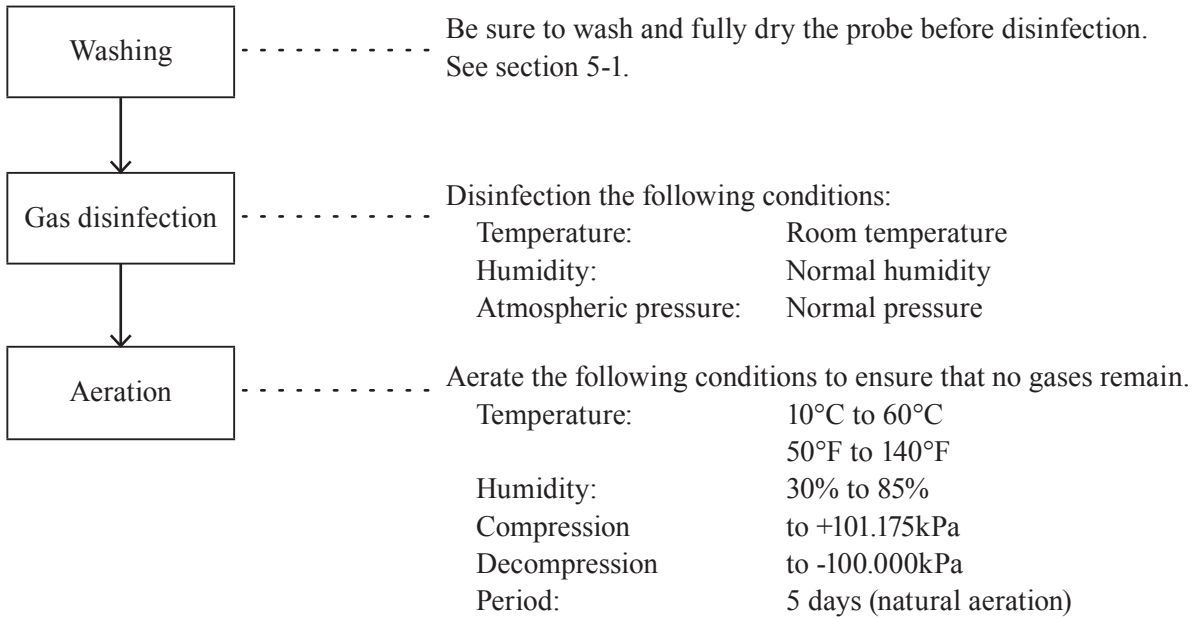 Washing
Be sure to wash and fully dry the probe before disinfection.
See section 5-1.
Gas disinfection
Disinfection the following conditions:
Temperature: Room temperature
Humidity: Normal humidity
Atmospheric pressure: Normal pressure
Aeration
Aerate the following conditions to ensure that no gases remain.
Temperature: 10°C to 60°C
50°F to 140°F
Humidity: 30% to 85%
Compression to +101.175kPa
Decompression to -100.000kPa
Period: 5 days (natural aeration)